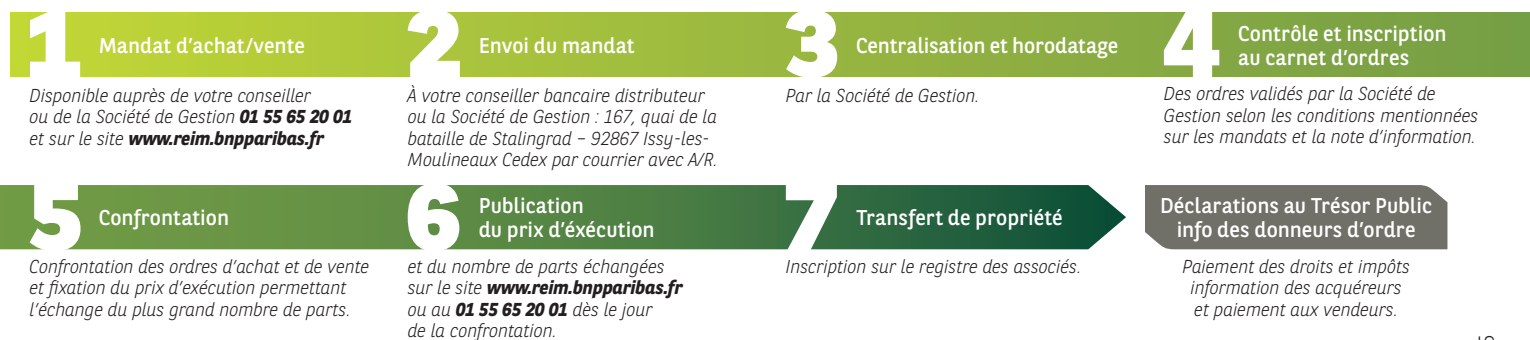 1 Mandat d'achat/vente
Disponible auprès de votre conseiller
ou de la Société de Gestion 01 55 65 20 01
et sur le site www.reim.bnpparibas.fr
2 Envoi du mandat
À votre conseiller bancaire distributeur
ou la Société de Gestion : 167, quai de la
bataille de Stalingrad – 92867 Issy-les-
Moulineaux Cedex par courrier avec A/R.
3 Centralisation et horodatage
Par la Société de Gestion.
4 Contrôle et inscription
au carnet d'ordres
Des ordres validés par la Société de
Gestion selon les conditions mentionnées
sur les mandats et la note d'information.
5 Confrontation
Confrontation des ordres d'achat et de vente
et fixation du prix d'exécution permettant
l'échange du plus grand nombre de parts.
6 Publication
du prix d'éxécution
et du nombre de parts échangées
sur le site www.reim.bnpparibas.fr
ou au 01 55 65 20 01 dès le jour
de la confrontation.
7 Transfert de propriété
Inscription sur le registre des associés.
Déclarations au Trésor Public
info des donneurs d'ordre
Paiement des droits et impôts
information des acquéreurs
et paiement aux vendeurs.